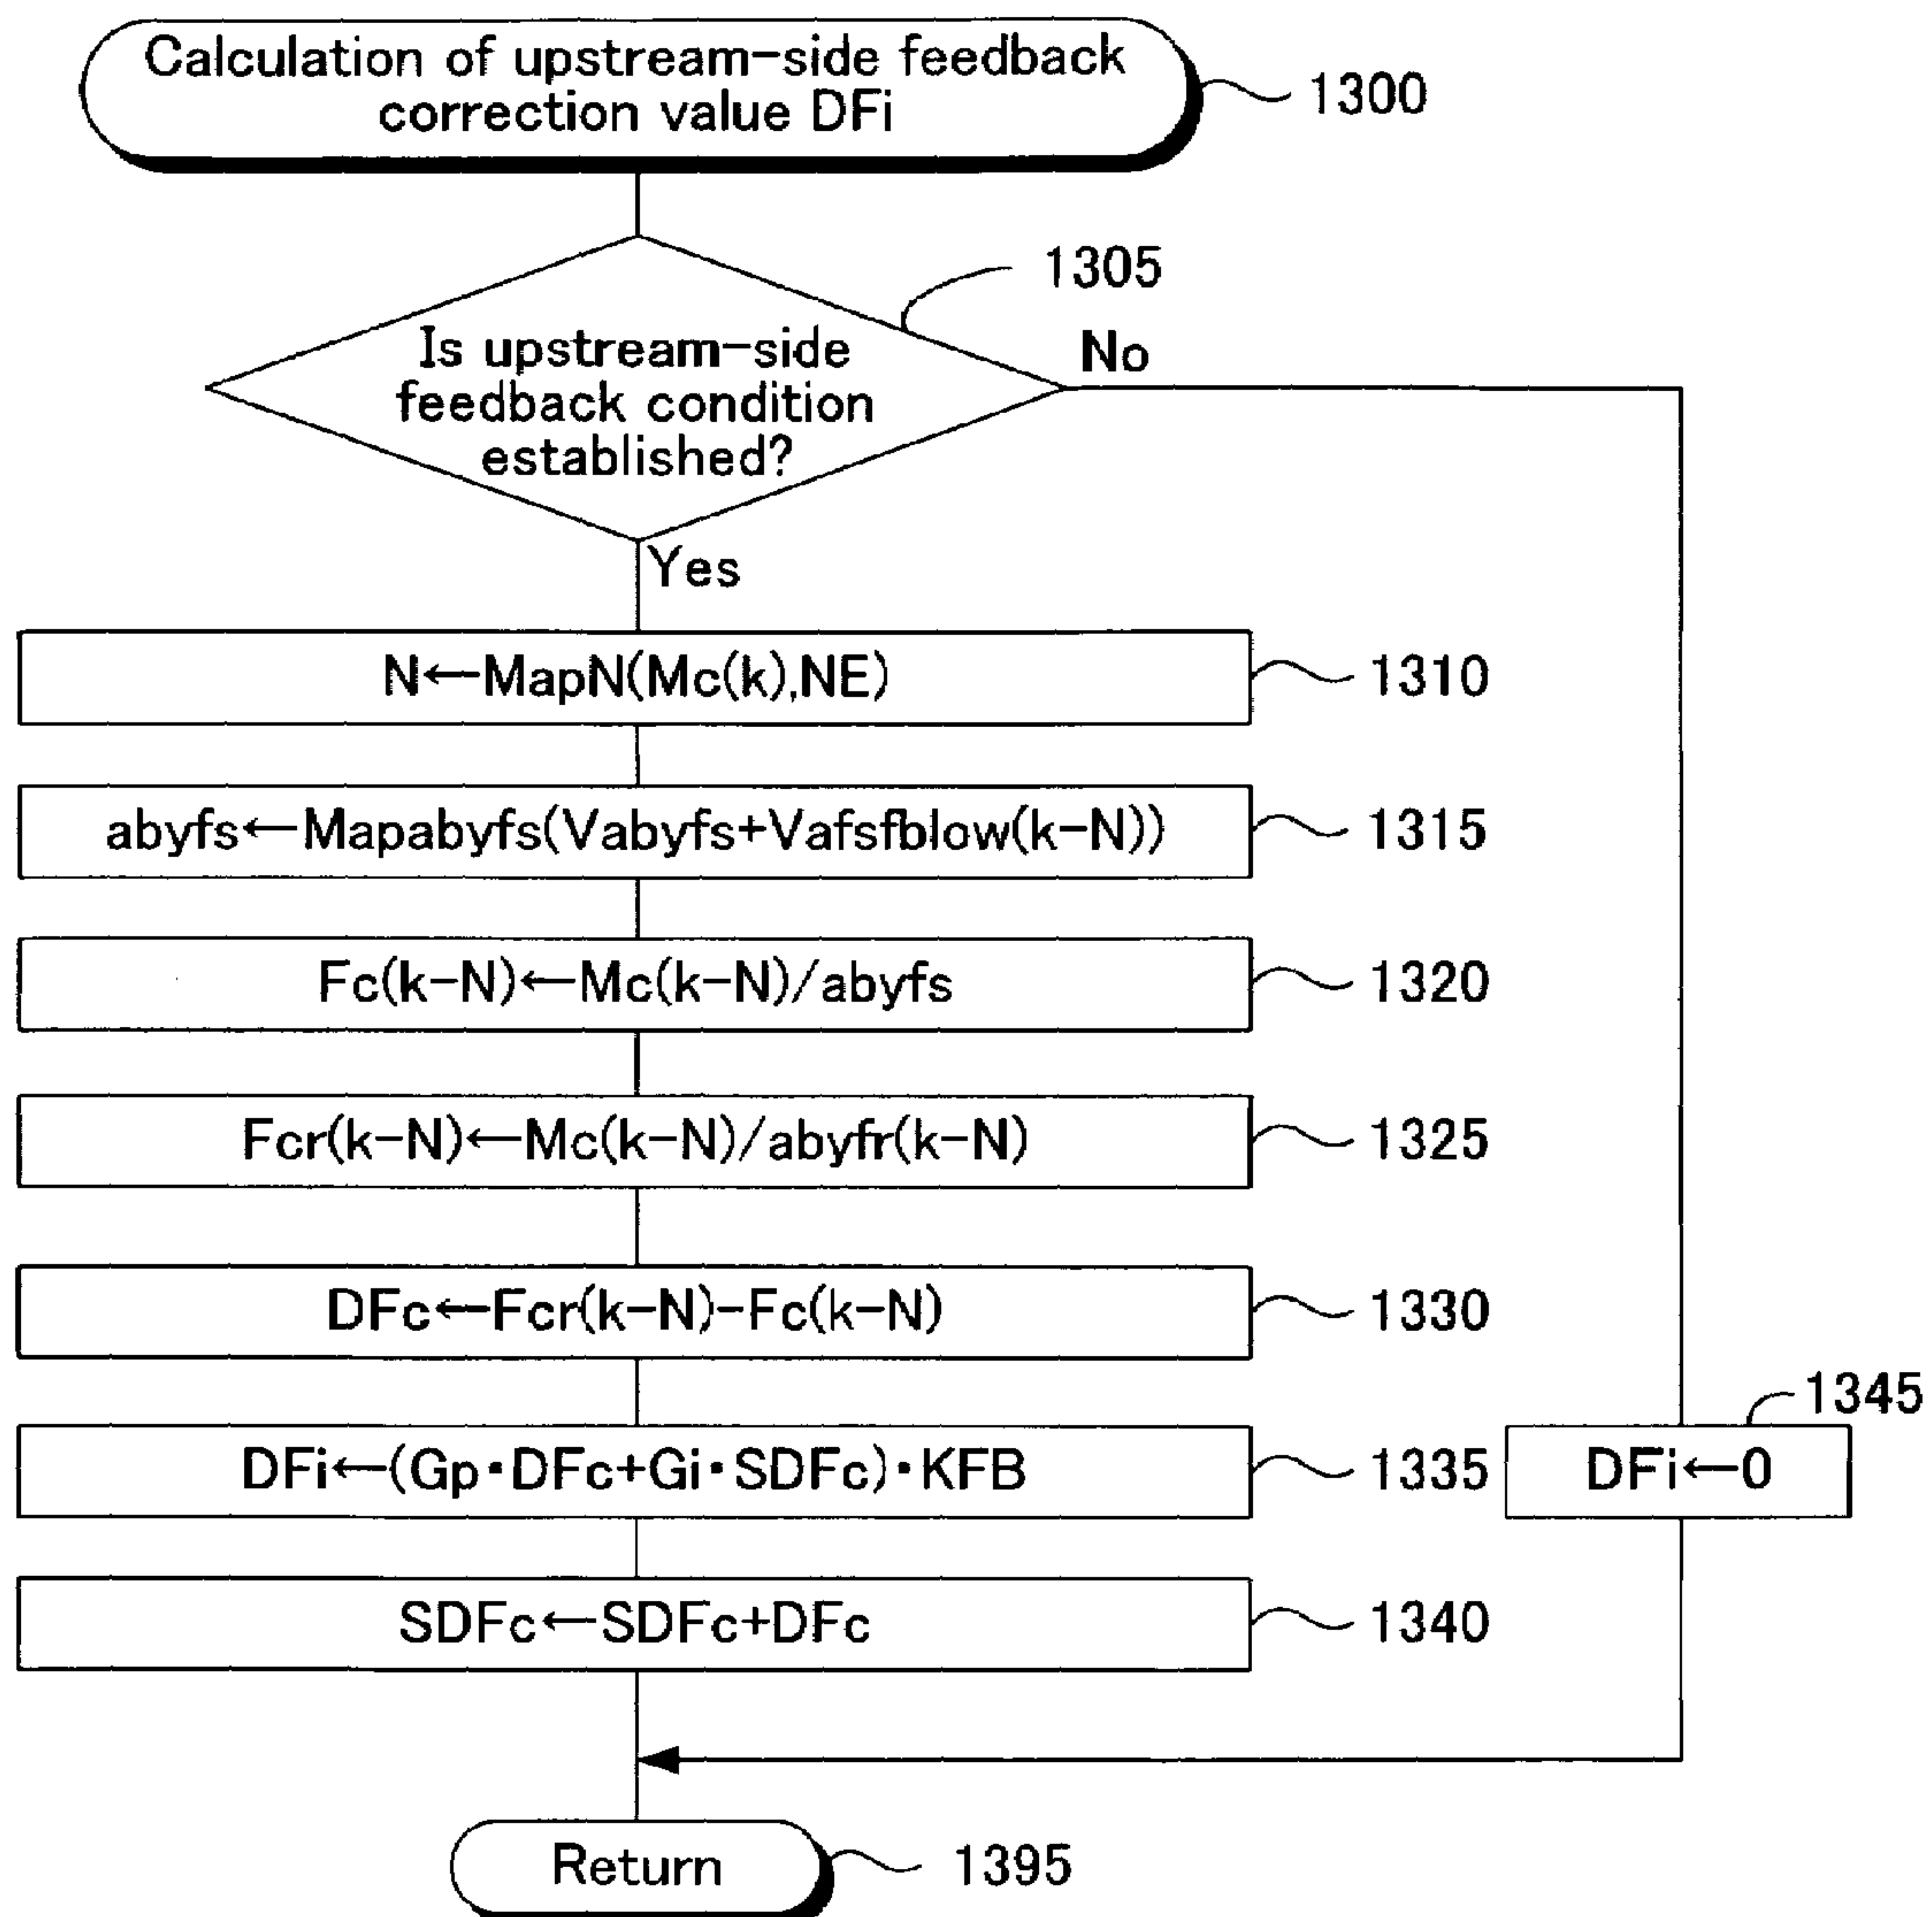 Calculation of upstream-side feedback
correction value DFi
1300
1305
Is upstream-side
feedback condition
established?
No
Yes
N←MapN(Mc(k),NE)
1310
abyfs←Mapabyfs(Vabyfs+Vafsfblow(k-N))
1315
Fc(k-N)←Mc(k-N)/abyfs
1320
Fcr(k-N)←Mc(k-N)/abyfr(k-N)
1325
DFc←Fcr(k-N)-Fc(k-N)
1330
1345
DFi←(Gp・DFc+Gi・SDFc)・KFB
1335
DFi←0
SDFc←SDFc+DFc
1340
Return
1395